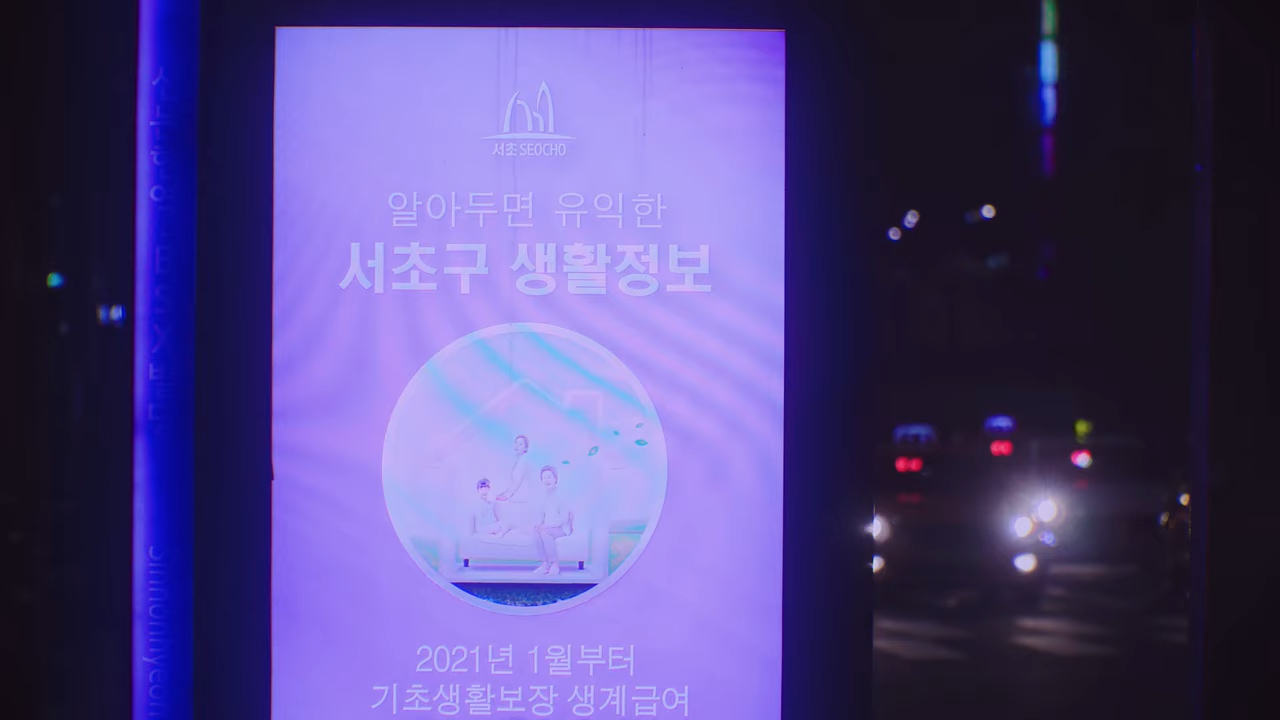 서초 SEOCHO
알아두면 유익한
서초구 생활정보
2021년 1월부터
기초생활보장 생계급여
Sinnonhyeon